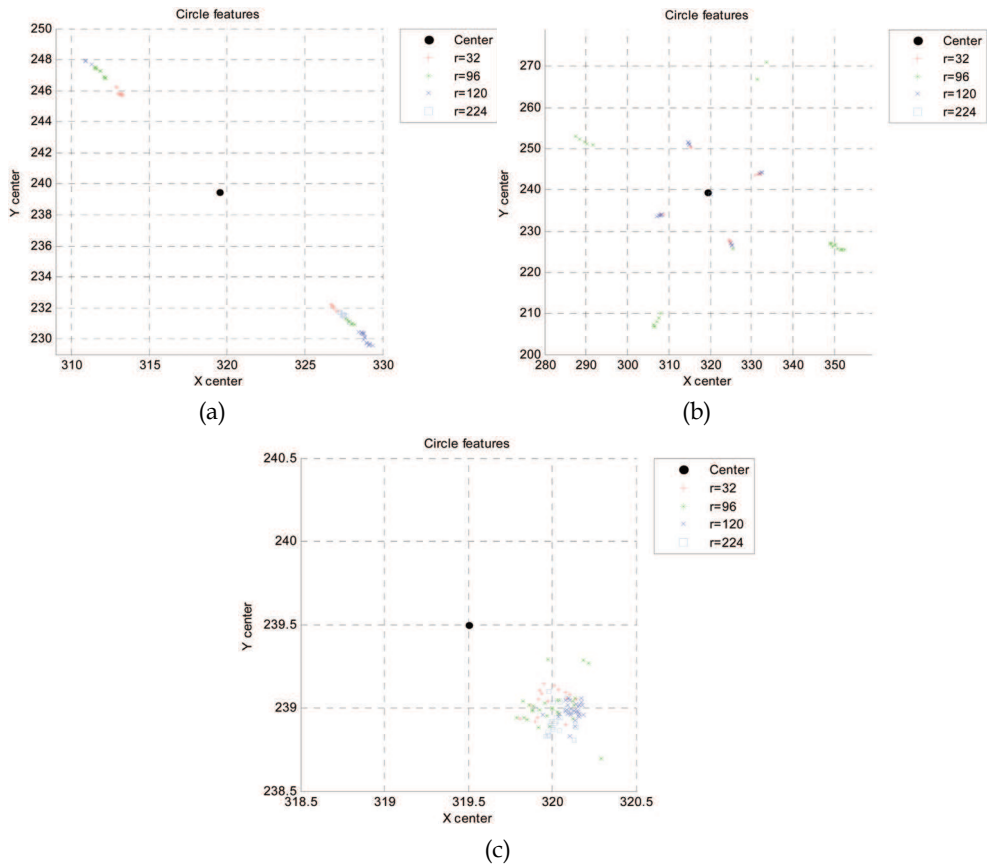 Circle features
250
248
246
244
242
240
238
236
234
232
230
310
315
320
325
330
Y center
X center
Center
r=32
r=96
r=120
r=224
(a)
Circle features
270
260
250
240
230
220
210
200
280
290
300
310
320
330
340
350
Y center
X center
Center
r=32
r=96
r=120
r=224
(b)
Circle features
240.5
240
239.5
239
238.5
318.5
319
319.5
320
320.5
Y center
X center
Center
r=32
r=96
r=120
r=224
(c)